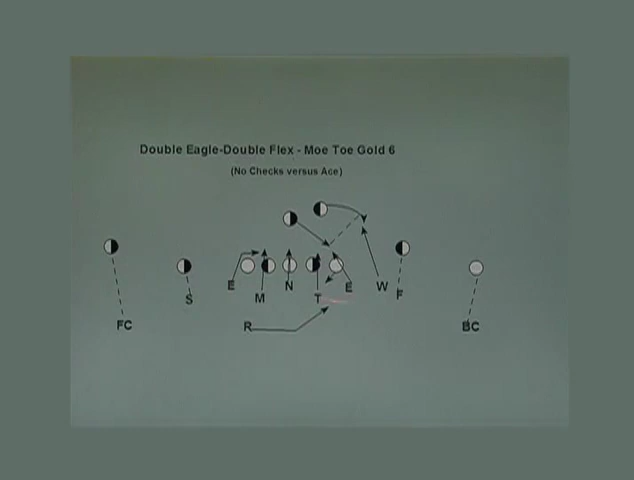 Double Eagle-Double Flex - Moe Toe Gold 6
(No Checks versus Ace)
E M N T E W F
S
FC R BC